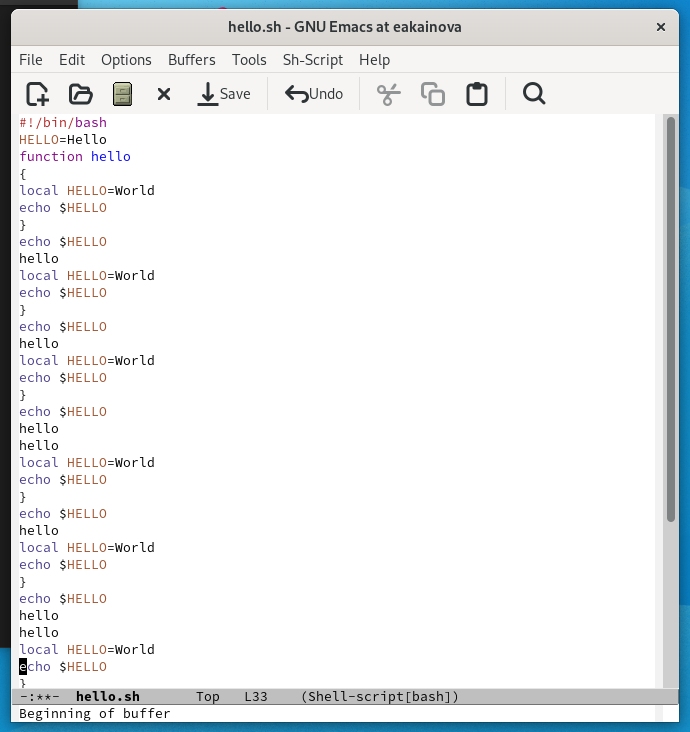 hello.sh - GNU Emacs at eakainova
File Edit Options Buffers Tools Sh-Script Help
Save Undo
#!/bin/bash
HELLO=Hello
function hello
{
local HELLO=World
echo $HELLO
}
echo $HELLO
hello
local HELLO=World
echo $HELLO
}
echo $HELLO
hello
local HELLO=World
echo $HELLO
}
echo $HELLO
hello
hello
local HELLO=World
echo $HELLO
}
echo $HELLO
hello
local HELLO=World
echo $HELLO
}
echo $HELLO
hello
hello
local HELLO=World
echo $HELLO
}
-:**- hello.sh Top L33 (Shell-script[bash])
Beginning of buffer